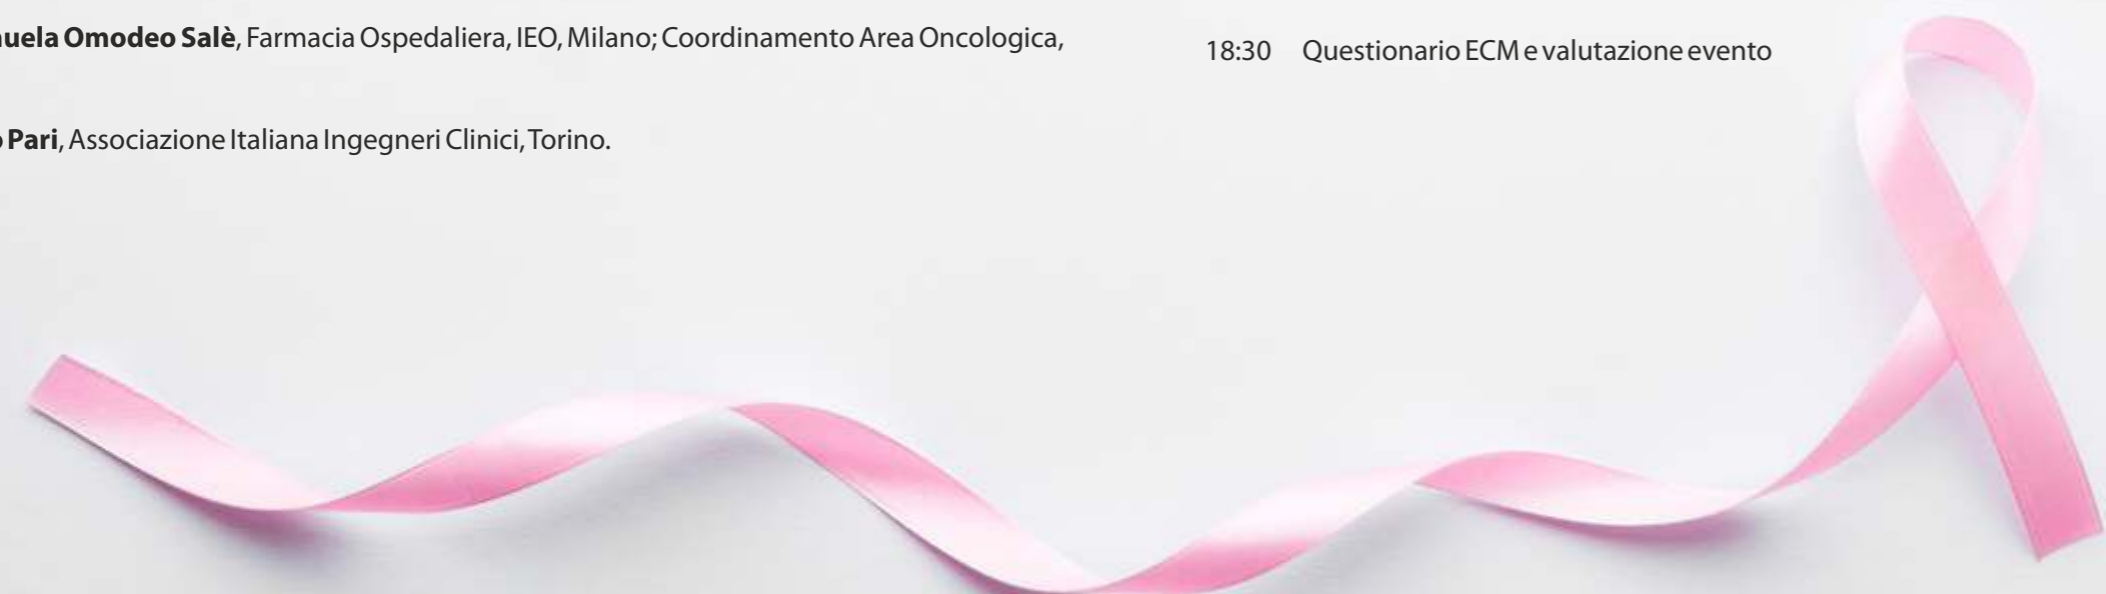 uela Omodeo Salè, Farmacia Ospedaliera, IEO, Milano; Coordinamento Area Oncologica,
Pari, Associazione Italiana Ingegneri Clinici, Torino.
18:30 Questionario ECM e valutazione evento